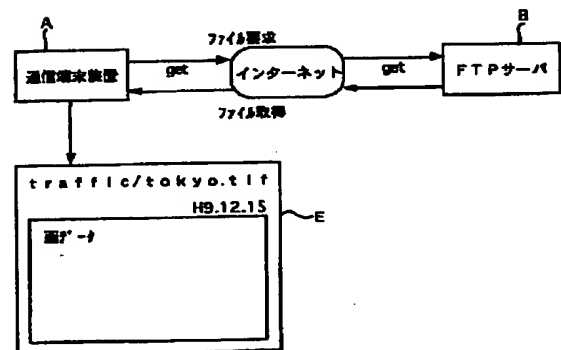 A
B
ファイル要求
通信端末装置
get
インターネット
get
FTPサーバ
ファイル取得
traffic/tokyo.tif
H9.12.15
E
画データ